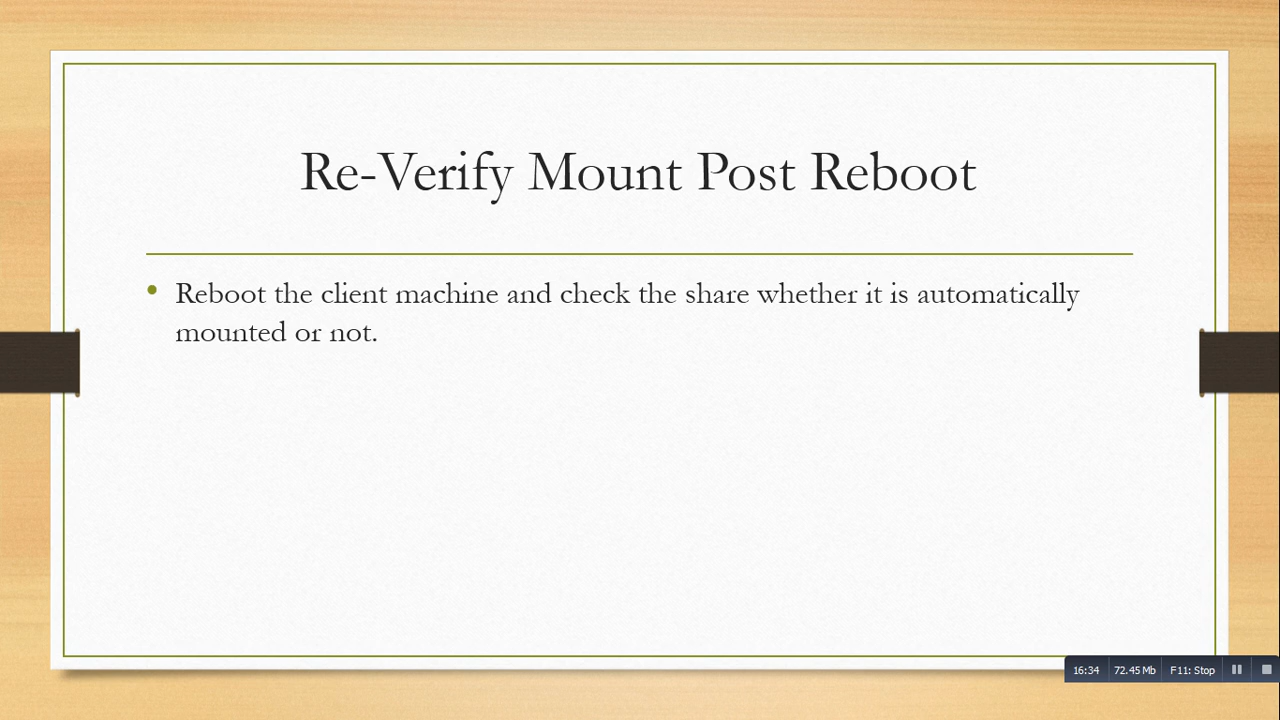 Re-Verify Mount Post Reboot
• Reboot the client machine and check the share whether it is automatically
mounted or not.
16:34 72.45 Mb F11: Stop